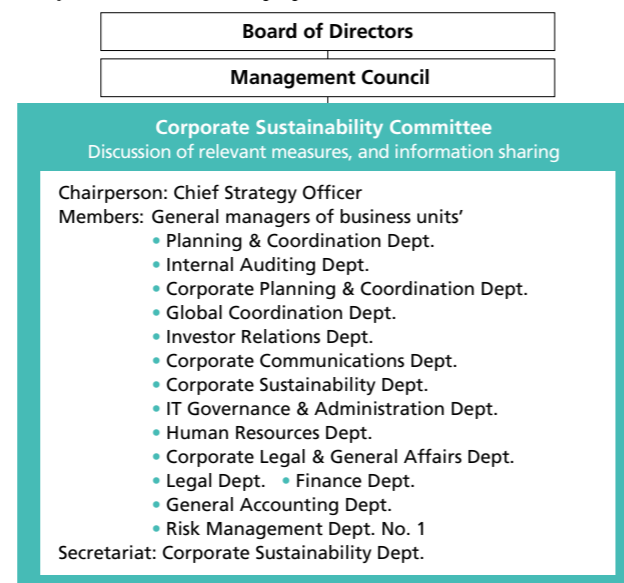 Board of Directors
Management Council
Corporate Sustainability Committee
Discussion of relevant measures, and information sharing
Chairperson: Chief Strategy Officer
Members: General managers of business units’
• Planning & Coordination Dept.
• Internal Auditing Dept.
• Corporate Planning & Coordination Dept.
• Global Coordination Dept.
• Investor Relations Dept.
• Corporate Communications Dept.
• Corporate Sustainability Dept.
• IT Governance & Administration Dept.
• Human Resources Dept.
• Corporate Legal & General Affairs Dept.
• Legal Dept. • Finance Dept.
• General Accounting Dept.
• Risk Management Dept. No. 1
Secretariat: Corporate Sustainability Dept.